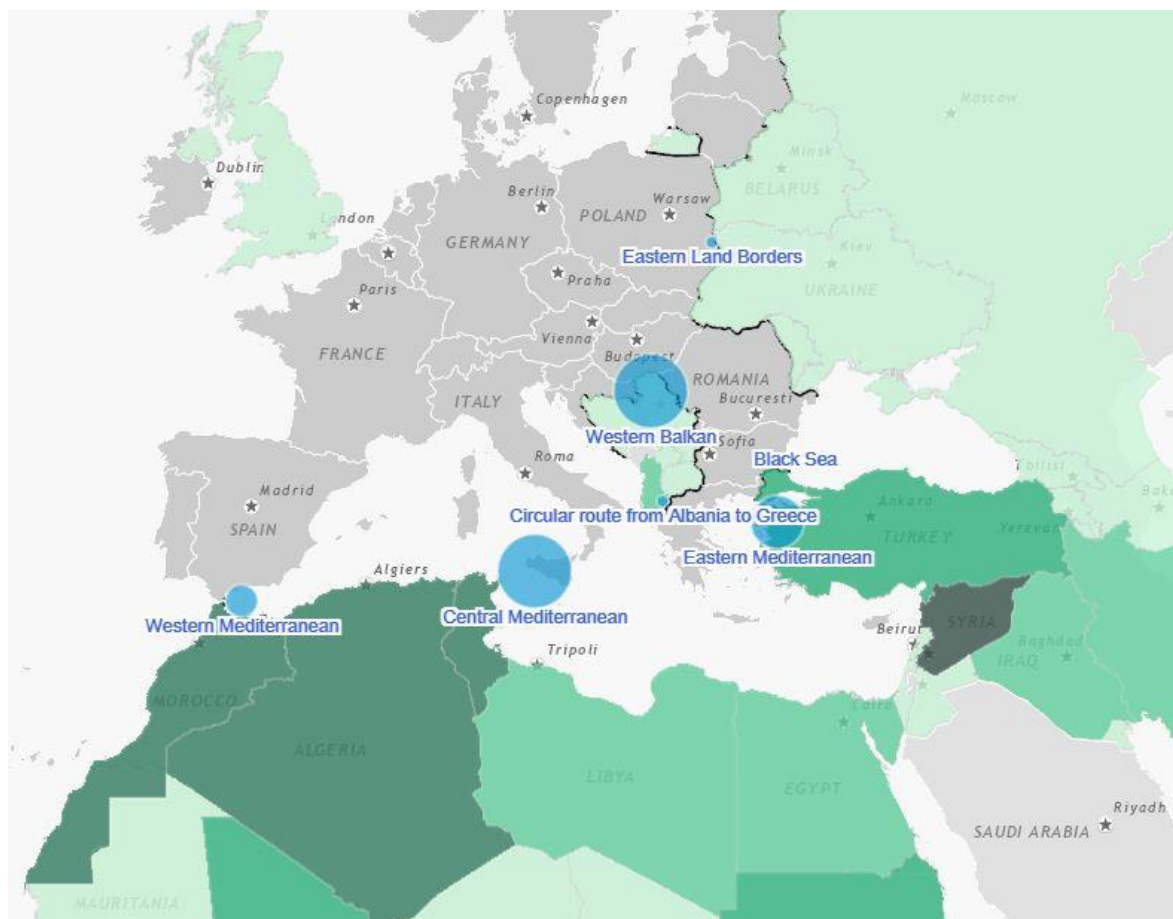 Moscow
Copenhagen
Minsk
Dublin
BELARUS
Berlin
POLAND
Warsaw
London
GERMANY
Eastern Land Borders
Kiev
Praha
UKRAINE
Paris
Vienna
FRANCE
Budapest
ROMANIA
ITALY
Bucuresti
Western Balkan
Sofia
Roma
Black Sea
Tbilisi
Madrid
Ankara
Baku
SPAIN
Circular route from Albania to Greece
Yerevan
TURKEY
Eastern Mediterranean
Algiers
Central Mediterranean
Western Mediterranean
SYRIA
Beirut
Tripoli
Baghdad
IRAQ
MOROCCO
Cairo
ALGERIA
LIBYA
EGYPT
Riyadh
SAUDI ARABIA
MAURITANIA